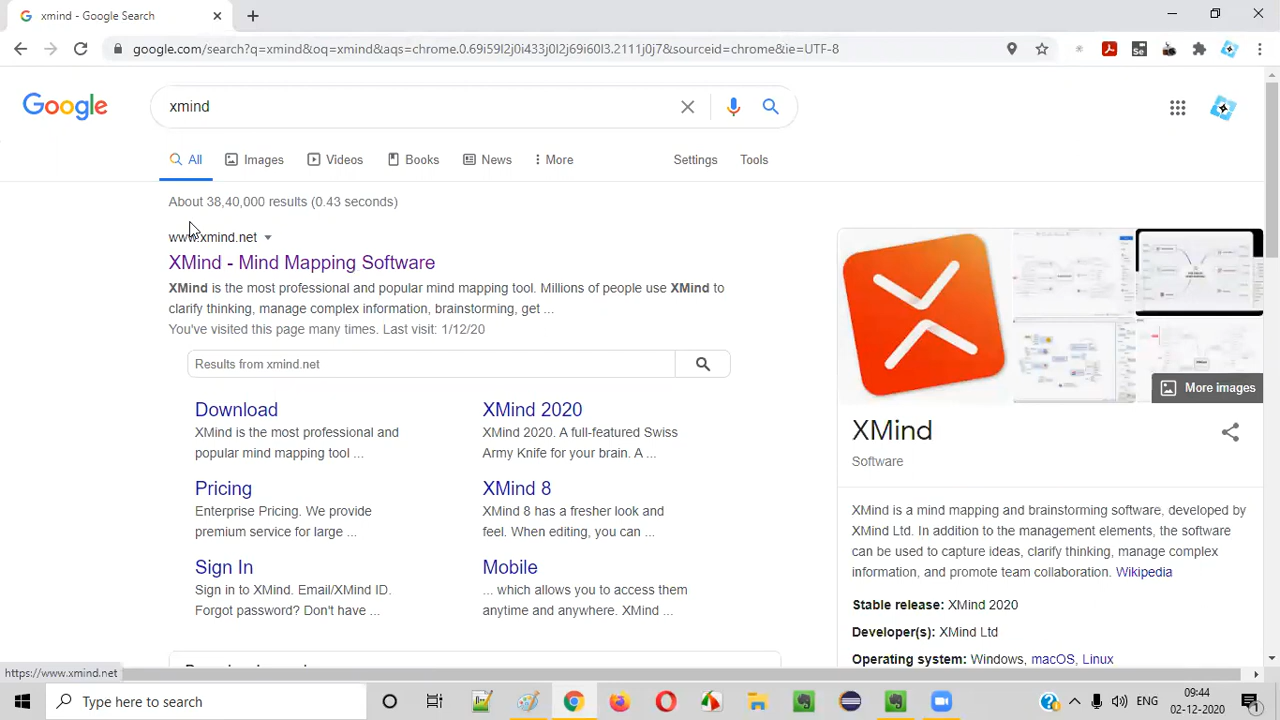 xmind - Google Search
google.com/search?q=xmind&oq=xmind&aqs=chrome.0.69i59l2j0i433j0l2j69i60l3.2111j0j7&sourceid=chrome&ie=UTF-8
Google
xmind
All
Images
Videos
Books
News
More
Settings
Tools
About 38,40,000 results (0.43 seconds)
www.xmind.net
XMind - Mind Mapping Software
XMind is the most professional and popular mind mapping tool. Millions of people use XMind to
clarify thinking, manage complex information, brainstorming, get ...
You've visited this page many times. Last visit: 1/12/20
Results from xmind.net
Download
XMind is the most professional and
popular mind mapping tool ...
XMind 2020
XMind 2020. A full-featured Swiss
Army Knife for your brain. A ...
Pricing
Enterprise Pricing. We provide
premium service for large ...
XMind 8
XMind 8 has a fresher look and
feel. When editing, you can ...
Sign In
Sign in to XMind. Email/XMind ID.
Forgot password? Don't have ...
Mobile
... which allows you to access them
anytime and anywhere. XMind ...
More images
XMind
Software
XMind is a mind mapping and brainstorming software, developed by
XMind Ltd. In addition to the management elements, the software
can be used to capture ideas, clarify thinking, manage complex
information, and promote team collaboration. Wikipedia
Stable release: XMind 2020
Developer(s): XMind Ltd
Operating system: Windows, macOS, Linux
https://www.xmind.net
Type here to search
ENG
09:44
02-12-2020